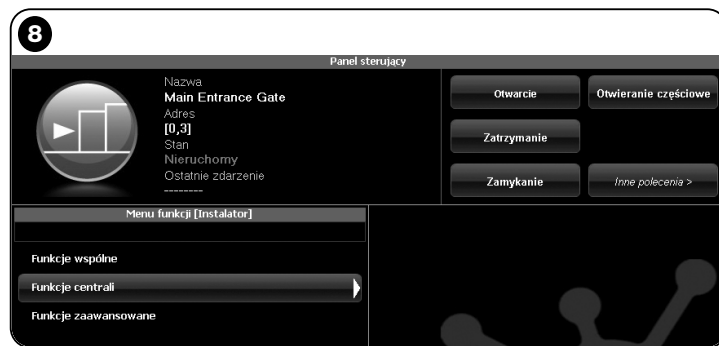 8
Panel sterujący
Nazwa
Main Entrance Gate
Adres
[0,3]
Stan
Nieruchomy
Ostatnie zdarzenie
--------
Otwarcie
Otwieranie częściowe
Zatrzymanie
Zamykanie
Inne polecenia >
Menu funkcji [Instalator]
Funkcje wspólne
Funkcje centrali
Funkcje zaawansowane